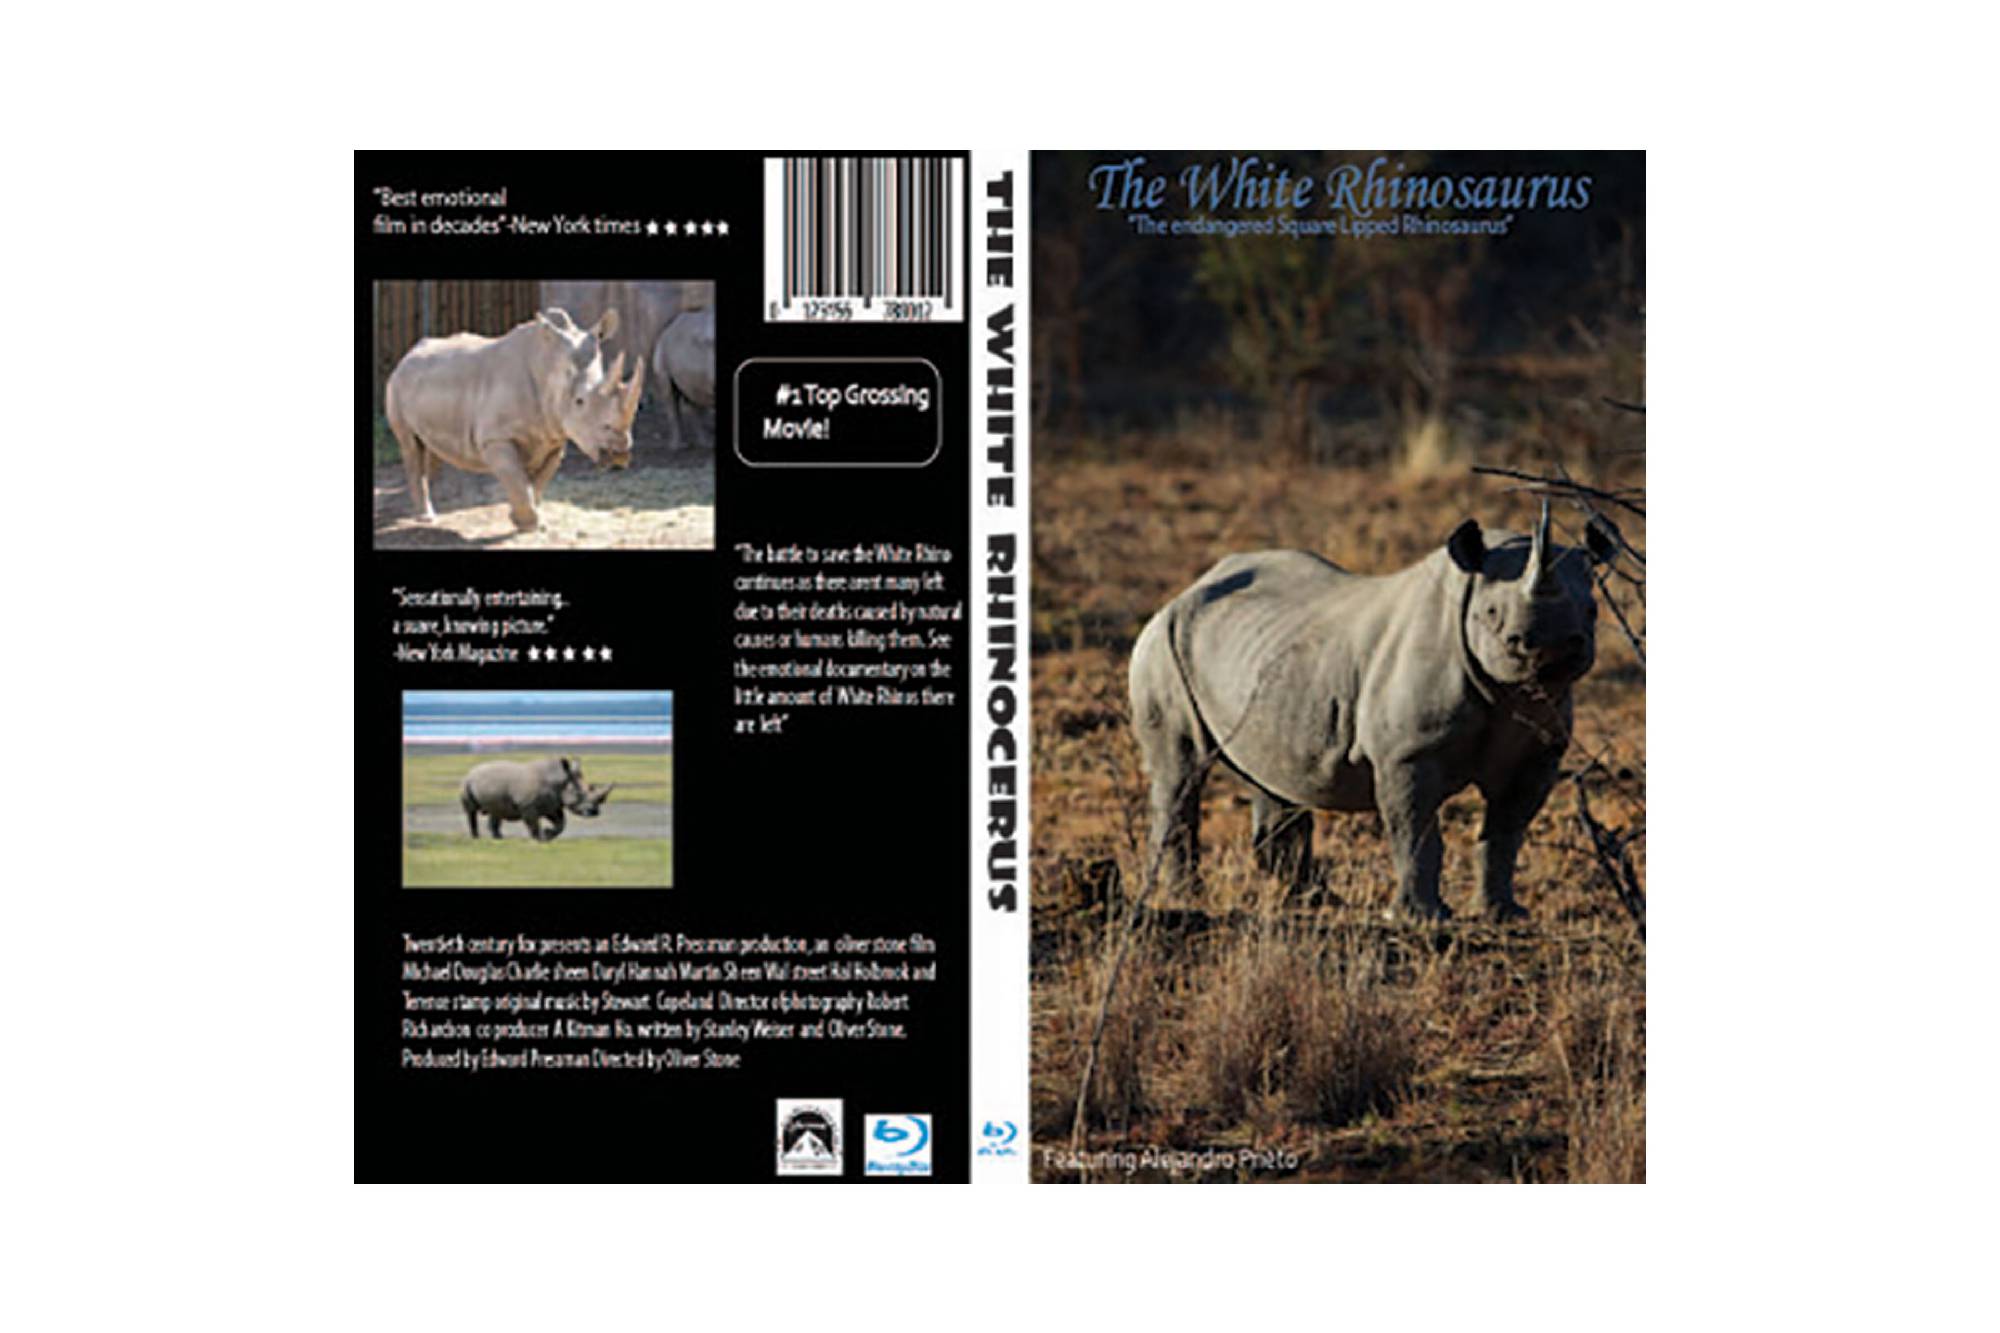 "Best emotional
film in decades"-New York times
#1 Top Grossing
Movie!
"The battle to save the White Rhino
continues as there arent many left
due to their deaths caused by natural
causes or humans killing them. See
the emotional documentary on the
little amount of White Rhinos there
are left"
"Sensationally entertaining...
a suave, knowing picture."
-New York Magazine
Twentieth century fox presents an Edward R. Pressman production, an oliver stone film
Michael Douglas Charlie sheen Daryl Hannah Martin Sheen Wal street Hal Holbrook and
Terence stamp original music by Stewart Copeland Director of photography Robert
Richardson co producer A Kitman Ho. written by Stanley Weiser and Oliver Stone.
Produced by Edward Pressman Directed by Oliver Stone
THE WHITE RHINOCERUS
The White Rhinosaurus
"The endangered Square Lipped Rhinosaurus"
Featuring Alejandro Prieto